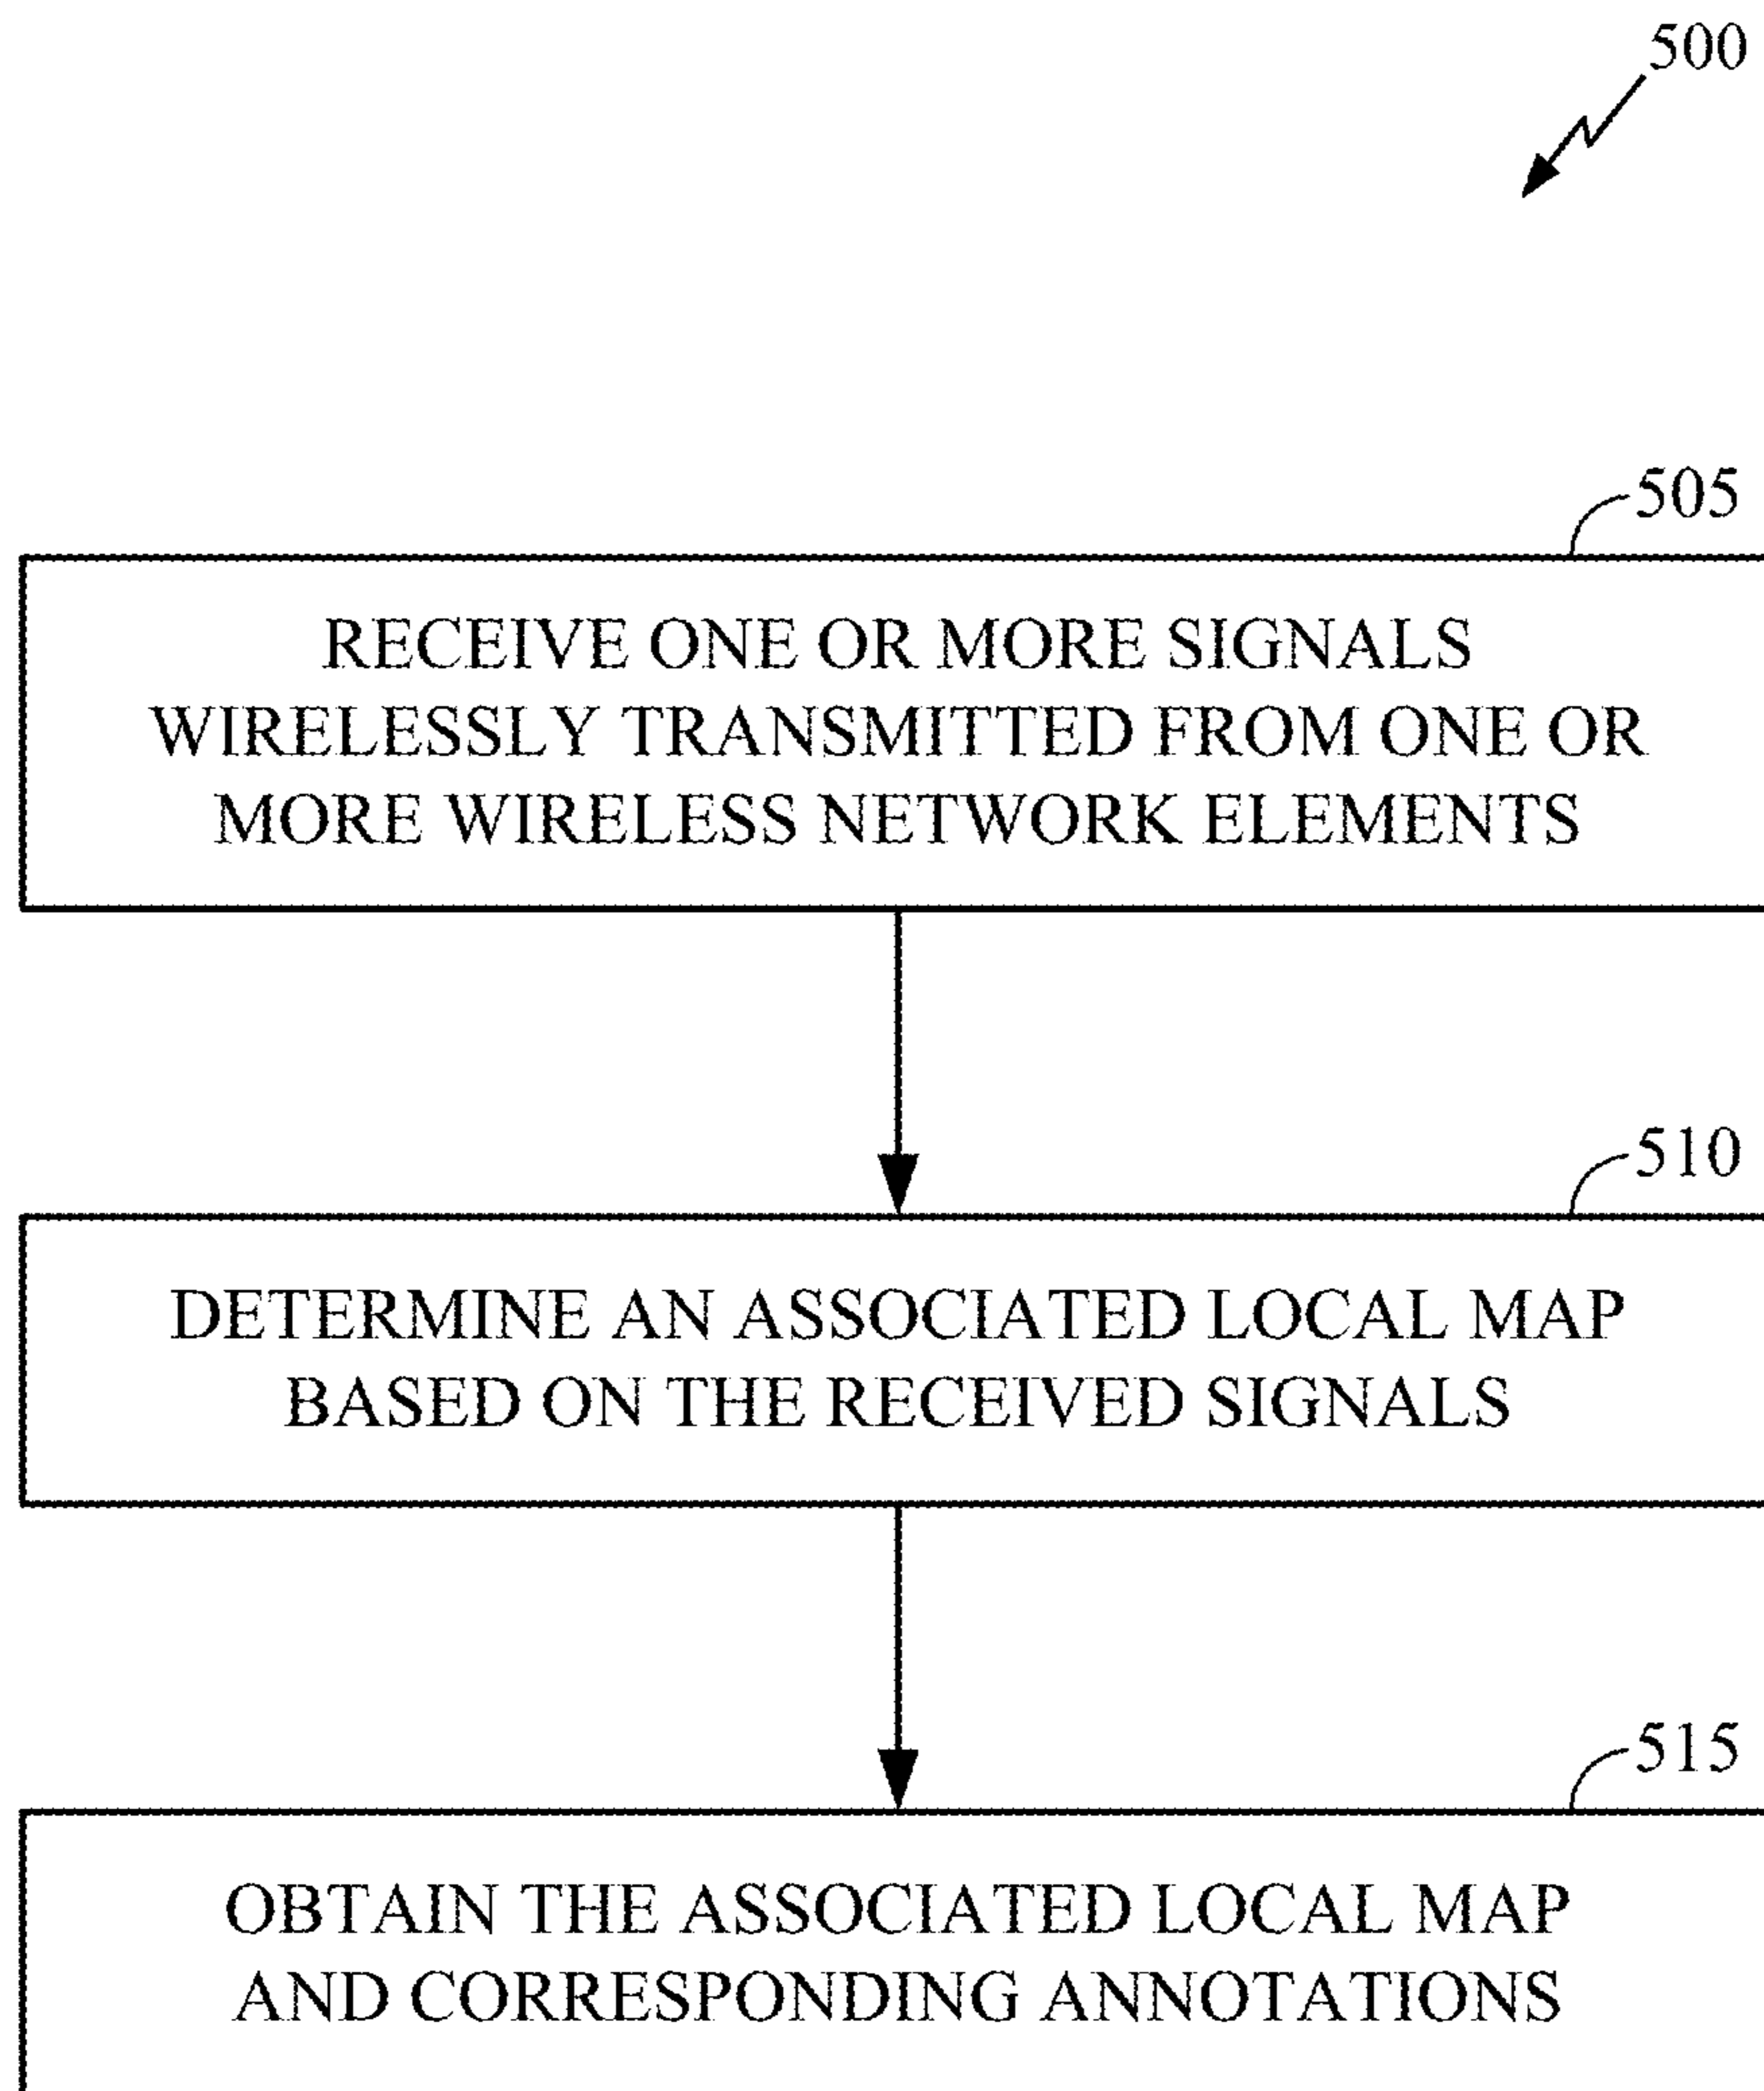 500
505
RECEIVE ONE OR MORE SIGNALS
WIRELESSLY TRANSMITTED FROM ONE OR
MORE WIRELESS NETWORK ELEMENTS
510
DETERMINE AN ASSOCIATED LOCAL MAP
BASED ON THE RECEIVED SIGNALS
515
OBTAIN THE ASSOCIATED LOCAL MAP
AND CORRESPONDING ANNOTATIONS